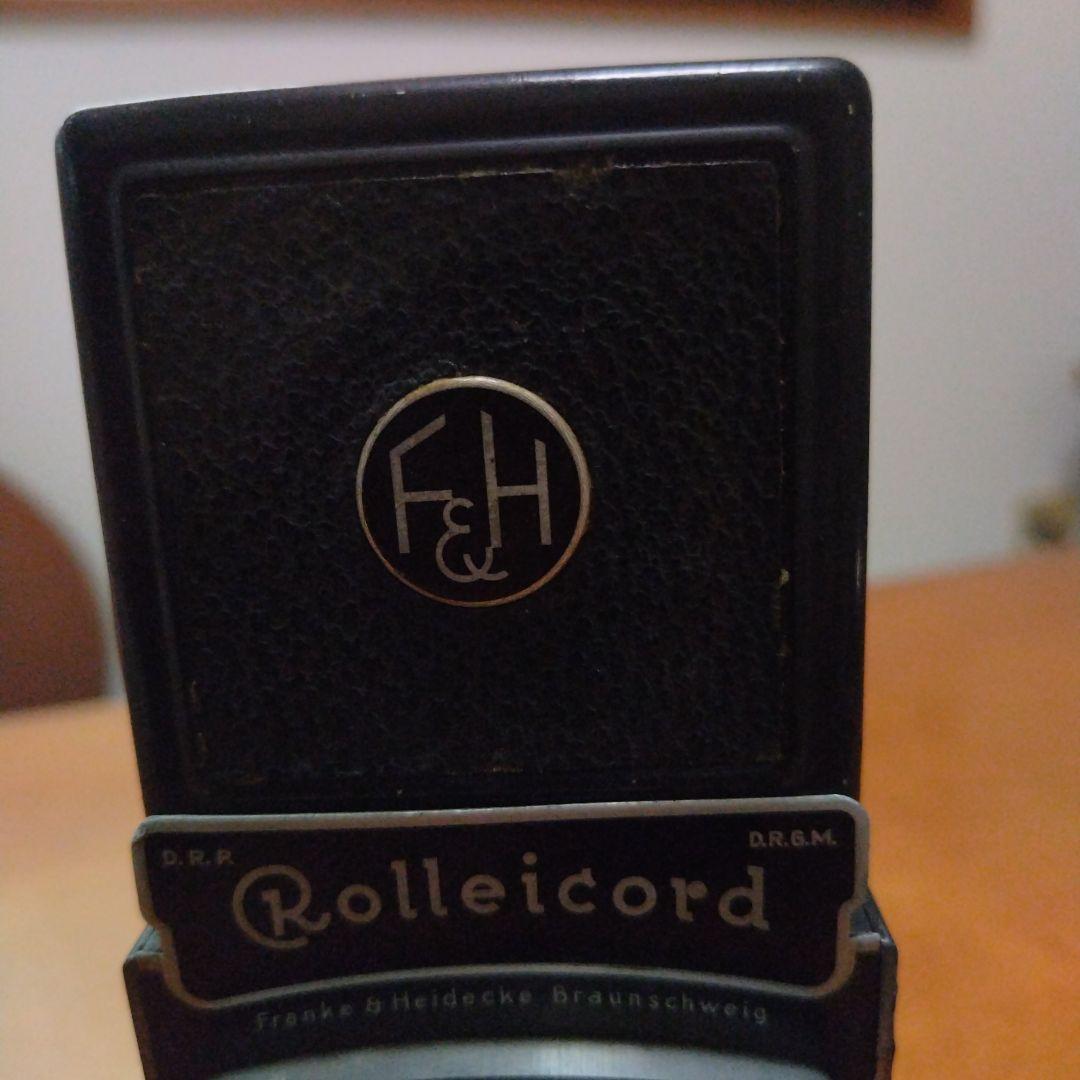 F&H
D.R.P. D.R.G.M.
Rolleicord
Franke & Heidecke Braunschweig